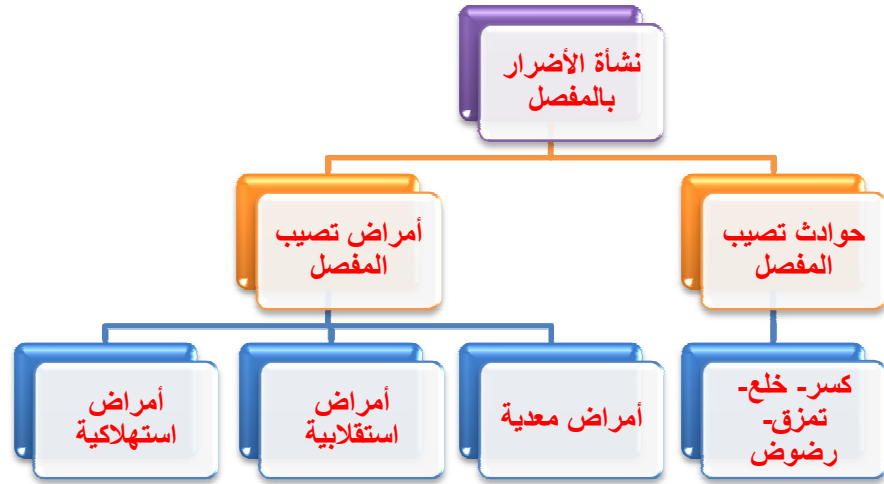 نشأة الأضرار
بالمفصل
حوادث تصيب
المفصل
أمراض تصيب
المفصل
كسر- خلع-
تمزق-
رضوض
أمراض معدية
أمراض
استقلابية
أمراض
استهلاكية